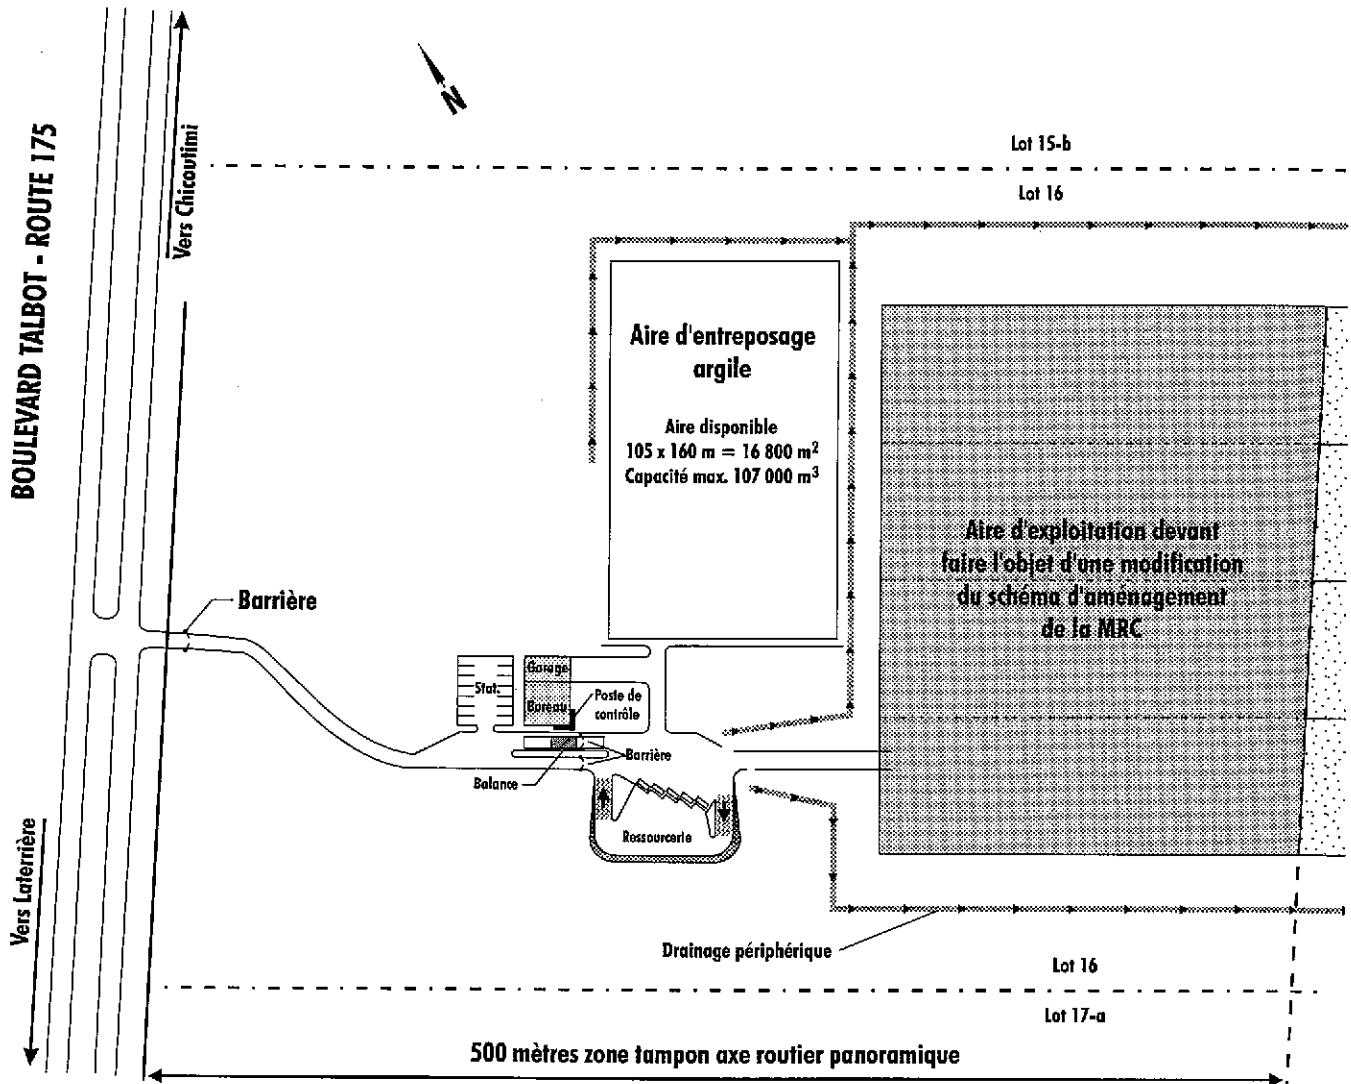 BOULEVARD TALBOT - ROUTE 175
Vers Chicoutimi
N
Lot 15-b
Lot 16
Aire d'entreposage
argile
Aire disponible
105 x 160 m = 16 800 m²
Capacité max. 107 000 m³
Aire d'exploitation devant
faire l'objet d'une modification
du schéma d'aménagement
de la MRC
Barrière
Stat.
Garage
Bureau
Poste de
contrôle
Barrière
Balance
Ressourcerie
Vers Laterrière
Drainage périphérique
Lot 16
Lot 17-a
500 mètres zone tampon axe routier panoramique